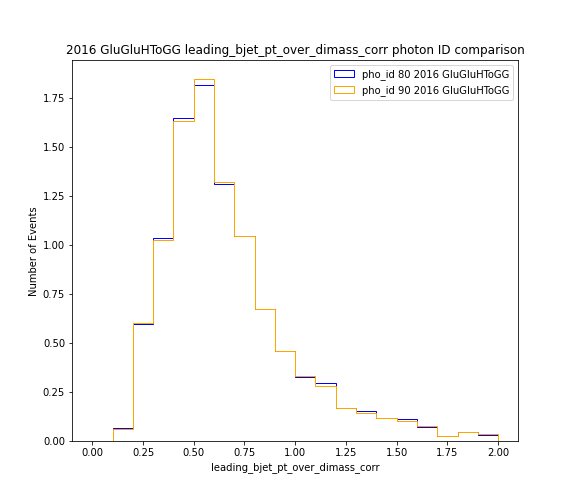 2016 GluGluHToGG leading_bjet_pt_over_dimass_corr photon ID comparison
pho_id 80 2016 GluGluHToGG
pho_id 90 2016 GluGluHToGG
Number of Events
1.75
1.50
1.25
1.00
0.75
0.50
0.25
0.00
0.00 0.25 0.50 0.75 1.00 1.25 1.50 1.75 2.00
leading_bjet_pt_over_dimass_corr